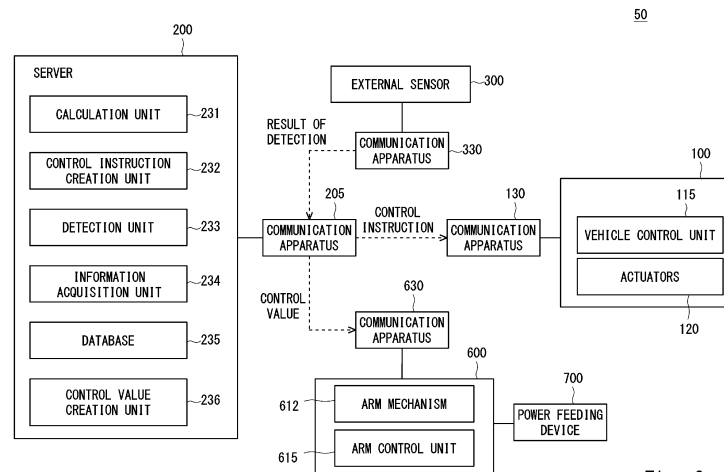 50
200
SERVER
CALCULATION UNIT
231
CONTROL INSTRUCTION
CREATION UNIT
232
DETECTION UNIT
233
INFORMATION
ACQUISITION UNIT
234
DATABASE
235
CONTROL VALUE
CREATION UNIT
236
EXTERNAL SENSOR
300
RESULT OF
DETECTION
COMMUNICATION
APPARATUS
330
205
COMMUNICATION
APPARATUS
CONTROL
INSTRUCTION
130
COMMUNICATION
APPARATUS
100
115
VEHICLE CONTROL UNIT
ACTUATORS
120
CONTROL
VALUE
630
COMMUNICATION
APPARATUS
600
612
ARM MECHANISM
615
ARM CONTROL UNIT
700
POWER FEEDING
DEVICE